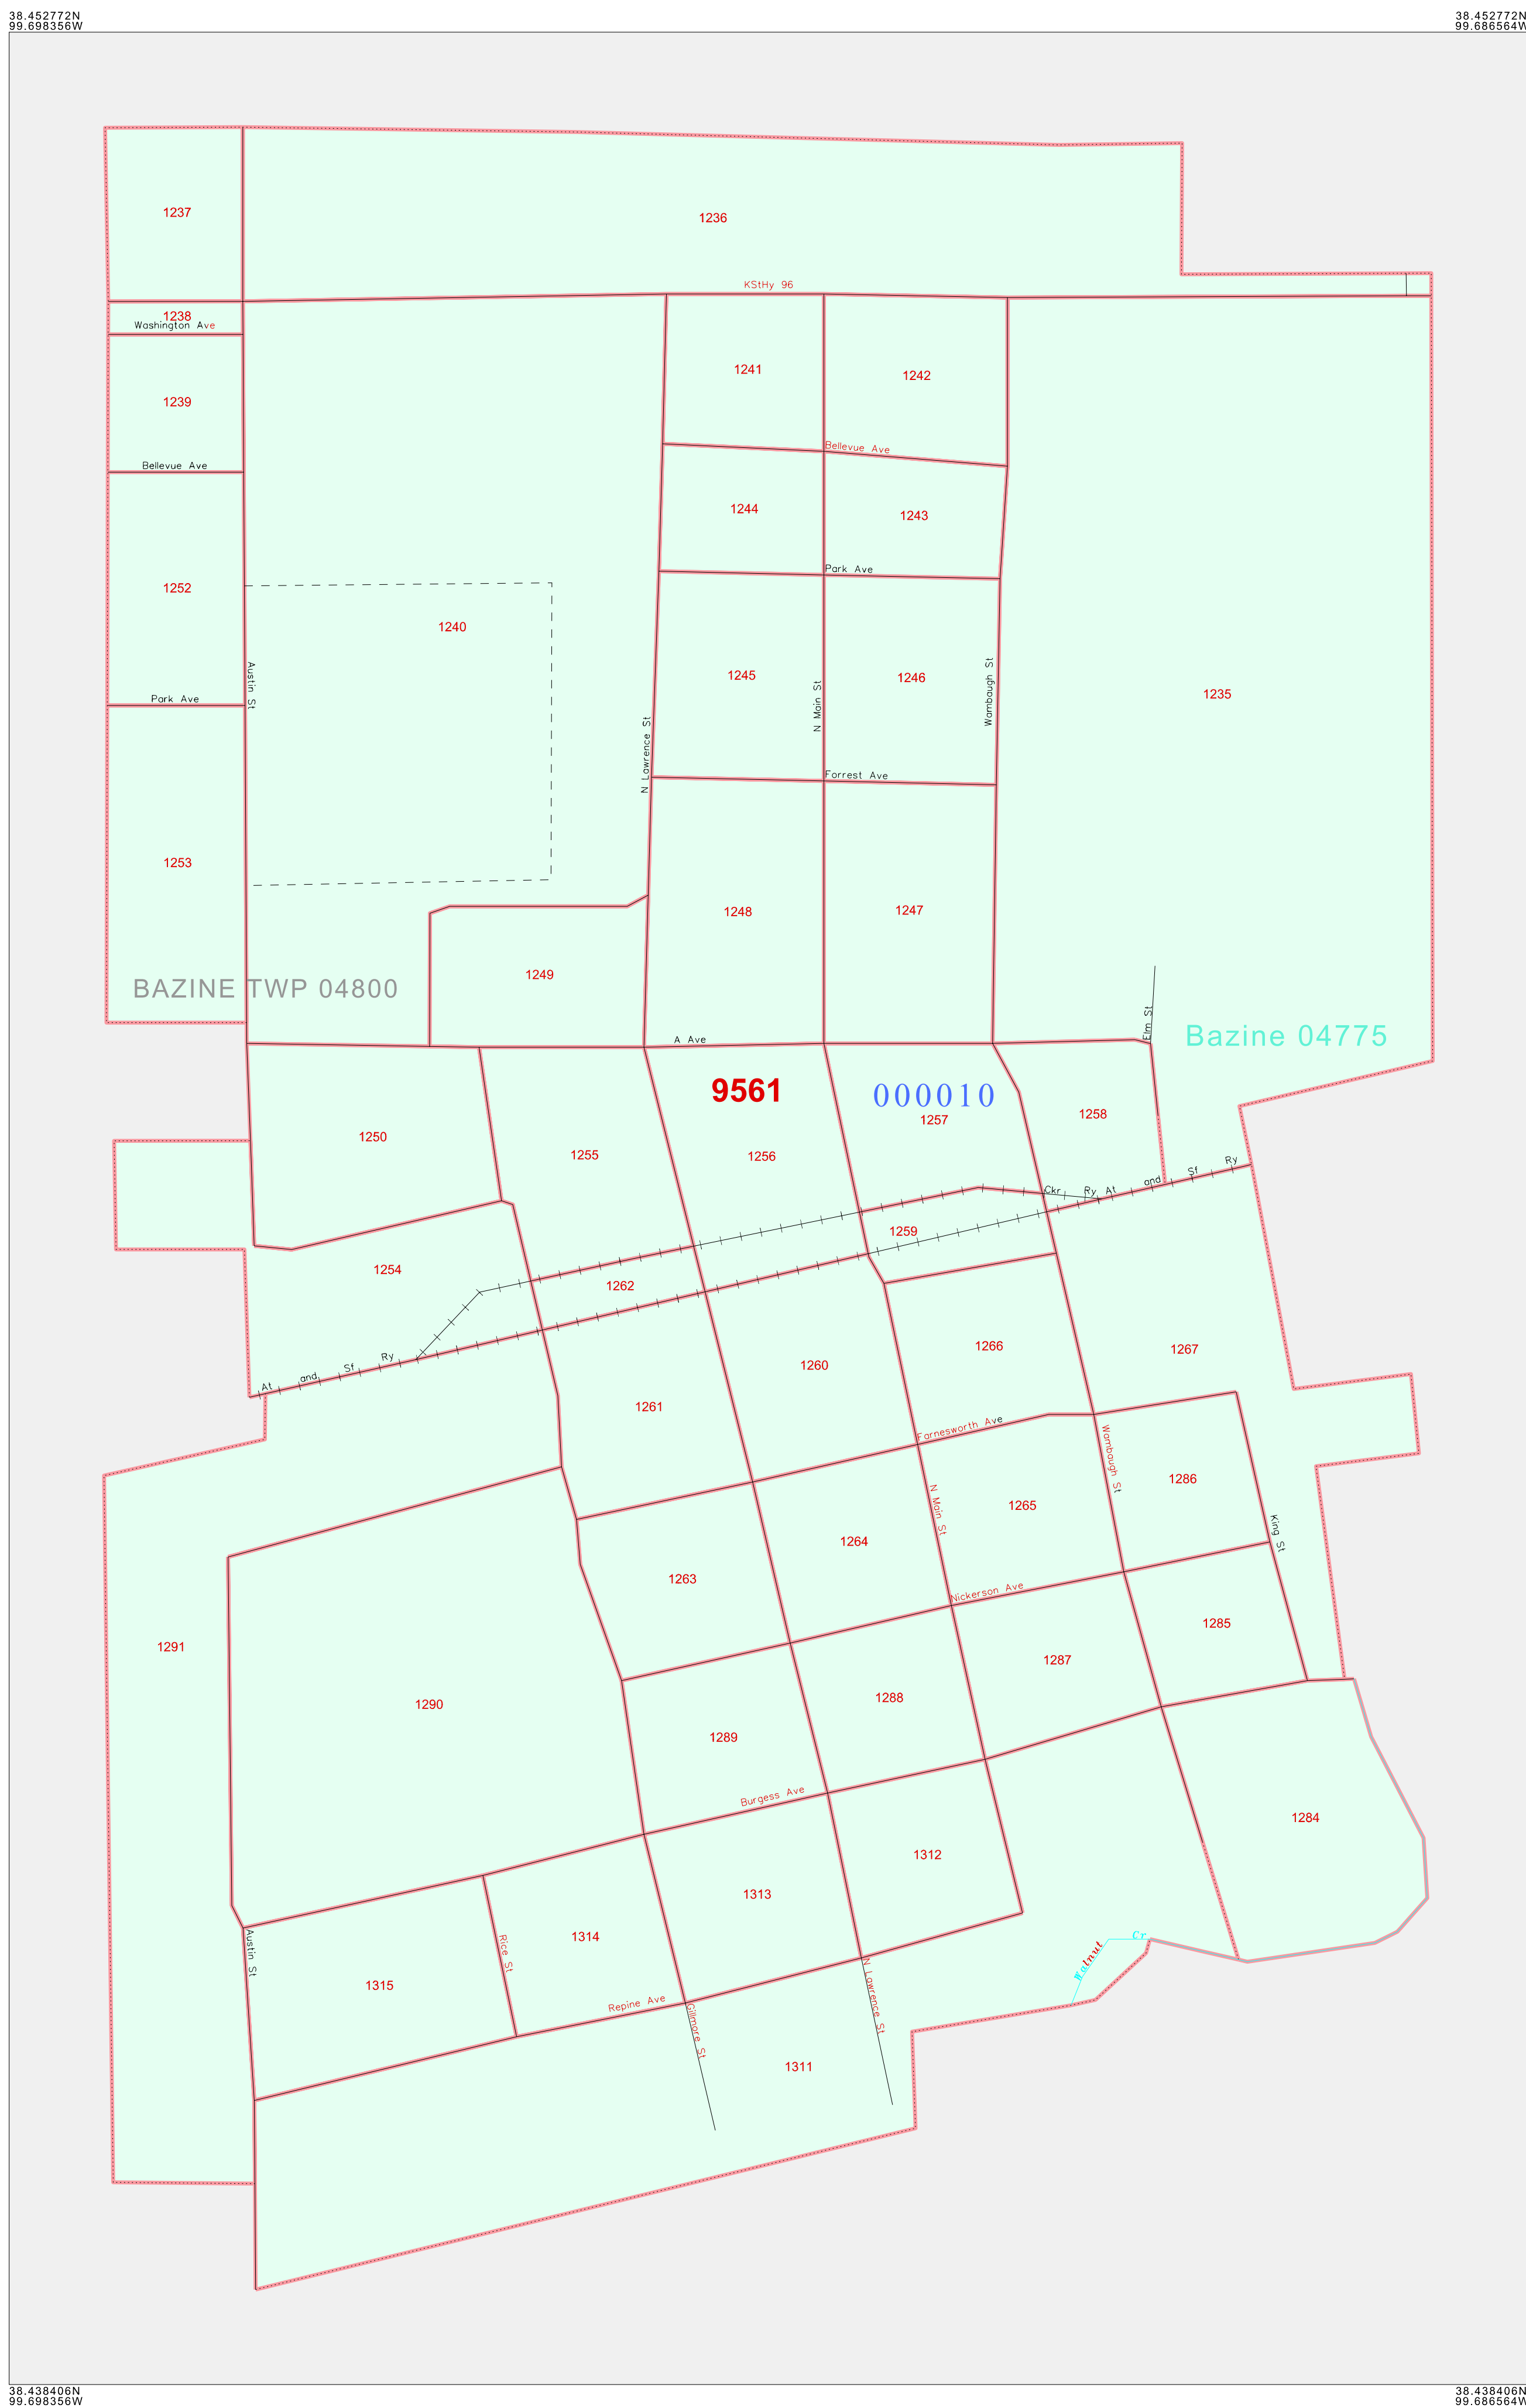 38.452772N
99.698356W
38.452772N
99.686564W
1237
1236
KStHy 96
1238
Washington Ave
1241
1242
1239
Bellevue Ave
Bellevue Ave
1244
1243
Park Ave
1252
1240
Austin St
N Lawrence St
1245
N Main St
1246
Wambaugh St
1235
Park Ave
Forrest Ave
1253
1248
1247
1249
BAZINE TWP 04800
Elm St
Bazine 04775
A Ave
9561
000010
1250
1255
1256
1257
1258
Ckr Ry
At and Sf Ry
1259
1254
1262
At and Sf Ry
1260
1266
1267
1261
Farnesworth Ave
Wambaugh St
N Main St
1265
1286
King St
1264
1263
Nickerson Ave
1291
1285
1290
1287
1288
1289
Burgess Ave
1284
1312
1313
1314
Rice St
Austin St
1315
Walnut Cr
Repine Ave
Gillmore St
N Lawrence St
1311
38.438406N
99.698356W
38.438406N
99.686564W